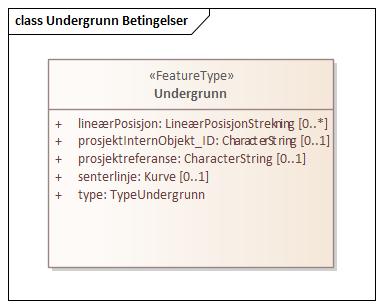 class Undergrunn Betingelser
«FeatureType»
Undergrunn
+ lineærPosisjon: LineærPosisjonStrekning [0..*]
+ prosjektInternObjekt_ID: CharacterString [0..1]
+ prosjektreferanse: CharacterString [0..1]
+ senterlinje: Kurve [0..1]
+ type: TypeUndergrunn